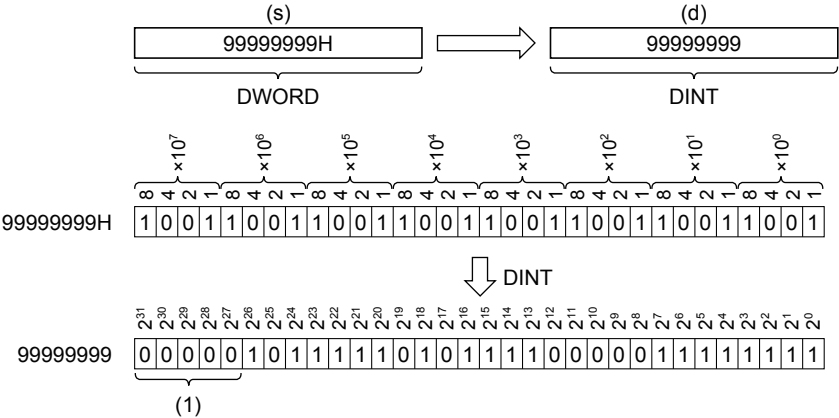 (s) (d)
99999999H 99999999
DWORD DINT
×10⁷ ×10⁶ ×10⁵ ×10⁴ ×10³ ×10² ×10¹ ×10⁰
8 4 2 1 8 4 2 1 8 4 2 1 8 4 2 1 8 4 2 1 8 4 2 1 8 4 2 1 8 4 2 1
99999999H 1 0 0 1 1 0 0 1 1 0 0 1 1 0 0 1 1 0 0 1 1 0 0 1 1 0 0 1 1 0 0 1
DINT
2³¹ 2³⁰ 2²⁹ 2²⁸ 2²⁷ 2²⁶ 2²⁵ 2²⁴ 2²³ 2²² 2²¹ 2²⁰ 2¹⁹ 2¹⁸ 2¹⁷ 2¹⁶ 2¹⁵ 2¹⁴ 2¹³ 2¹² 2¹¹ 2¹⁰ 2⁹ 2⁸ 2⁷ 2⁶ 2⁵ 2⁴ 2³ 2² 2¹ 2⁰
99999999 0 0 0 0 0 1 0 1 1 1 1 1 0 1 0 1 1 1 1 0 0 0 0 0 1 1 1 1 1 1 1 1
(1)